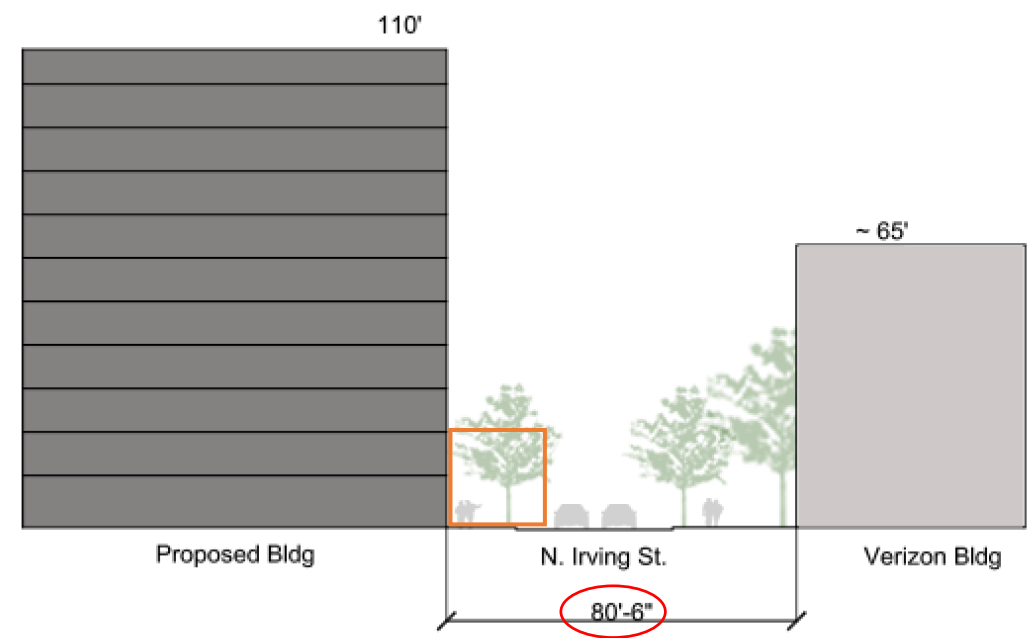 110'
~ 65'
Proposed Bldg
N. Irving St.
Verizon Bldg
80'-6"